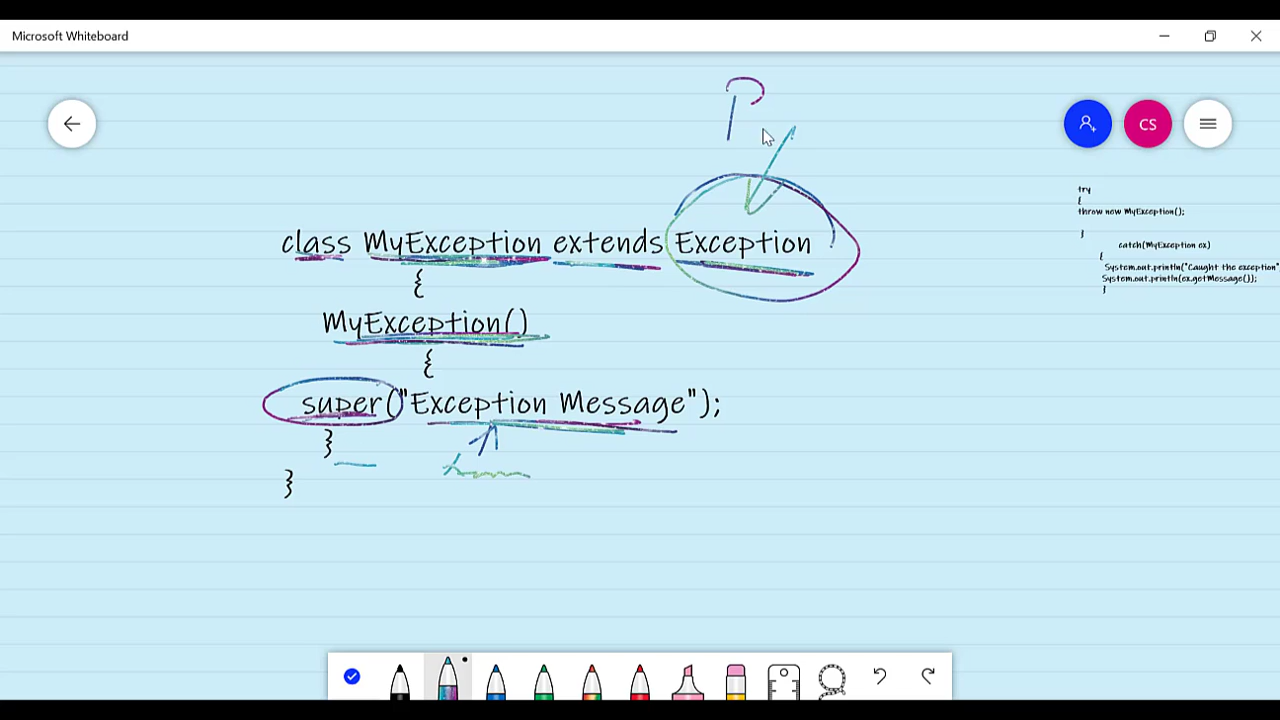 Microsoft Whiteboard
P
CS
class MyException extends Exception
{
MyException()
{
super("Exception Message");
}
}
try
{
throw new MyException();
}
catch(MyException ex)
{
System.out.println("Caught the exception"
System.out.println(ex.getMessage());
}